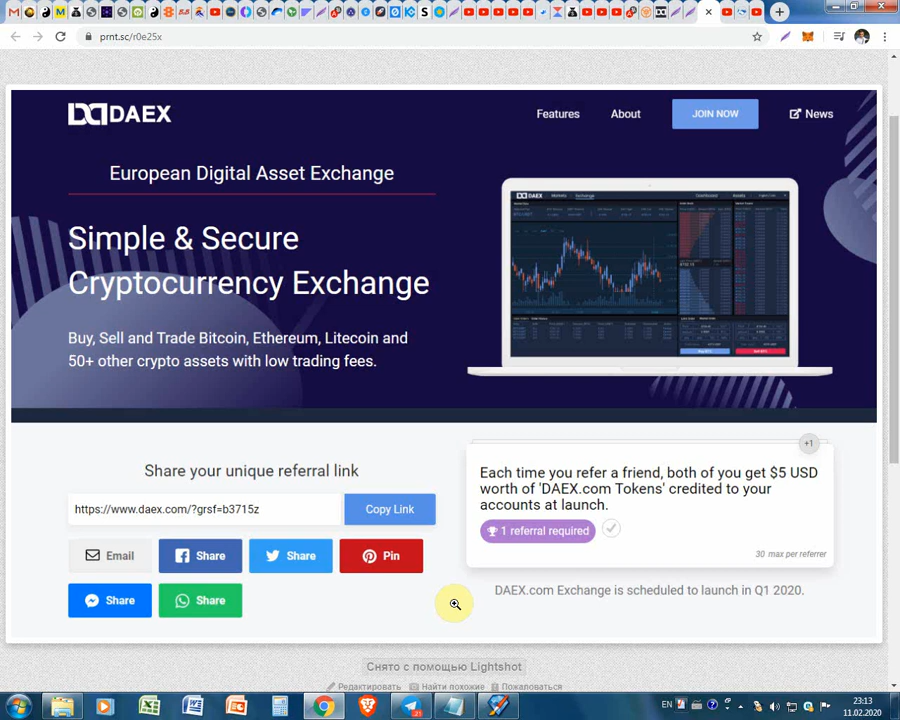 prnt.sc/r0e25x
DAEX
Features
About
JOIN NOW
News
European Digital Asset Exchange
Simple & Secure
Cryptocurrency Exchange
Buy, Sell and Trade Bitcoin, Ethereum, Litecoin and
50+ other crypto assets with low trading fees.
DAEX
Share your unique referral link
https://www.daex.com/?grsf=b3715z
Copy Link
Email
Share
Share
Pin
Share
Share
+1
Each time you refer a friend, both of you get $5 USD
worth of 'DAEX.com Tokens' credited to your
accounts at launch.
1 referral required
30 max per referrer
DAEX.com Exchange is scheduled to launch in Q1 2020.
Снято с помощью Lightshot
Редактировать
Найти похожие
Пожаловаться
EN
23:13
11.02.2020